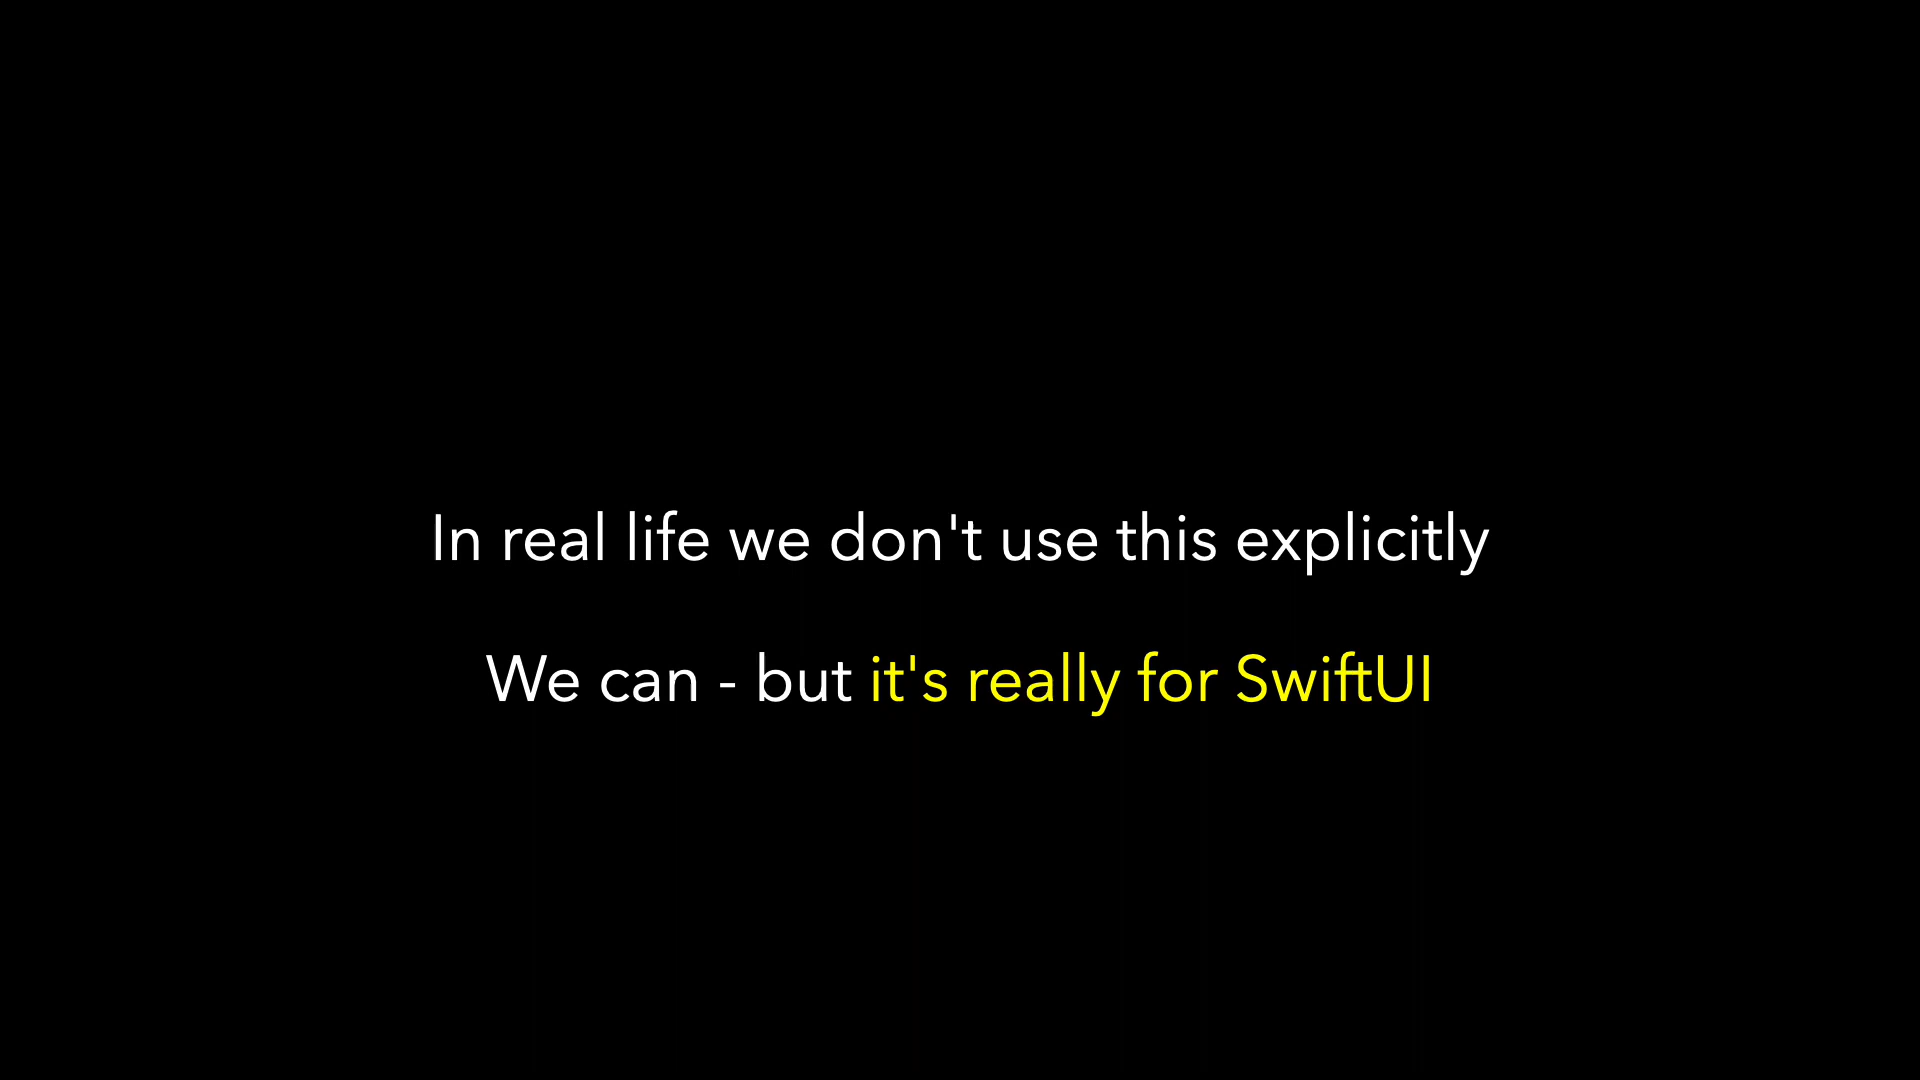 In real life we don't use this explicitly
We can - but it's really for SwiftUI